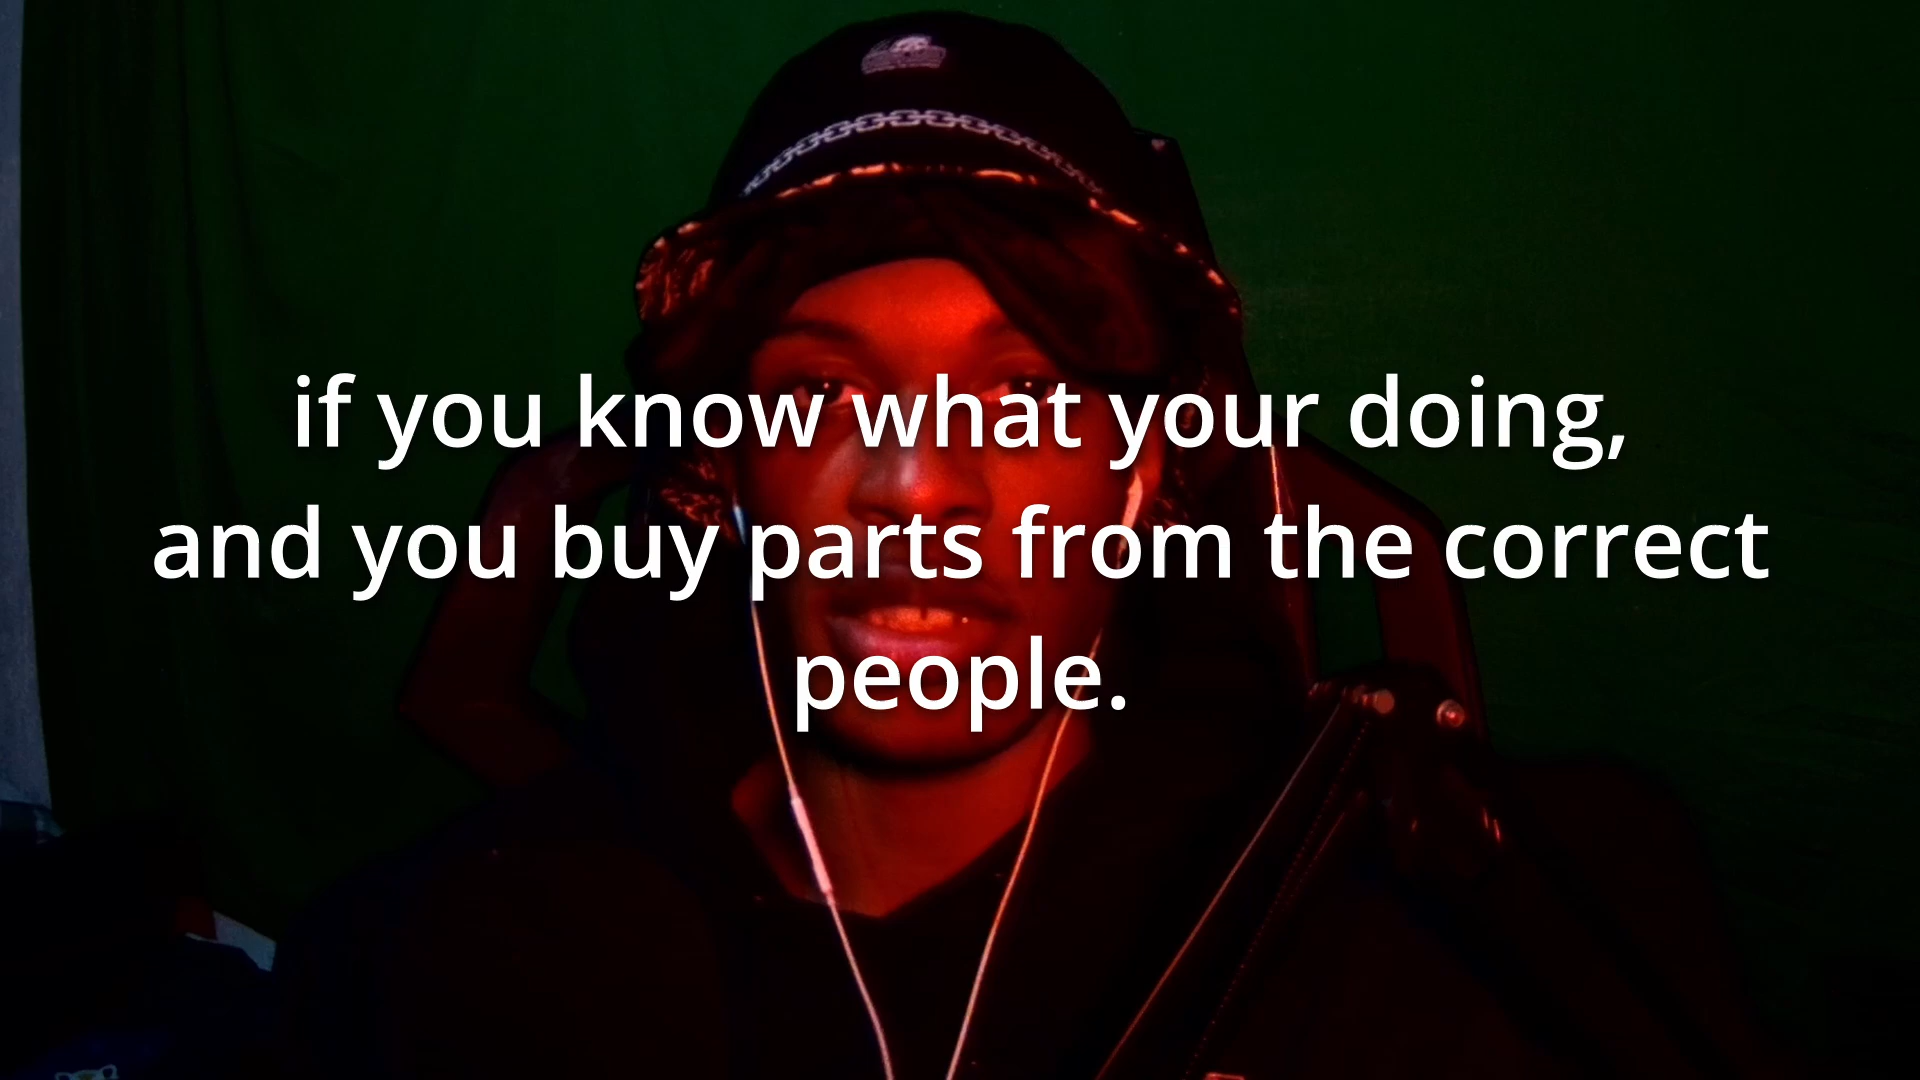 if you know what your doing,
and you buy parts from the correct
people.